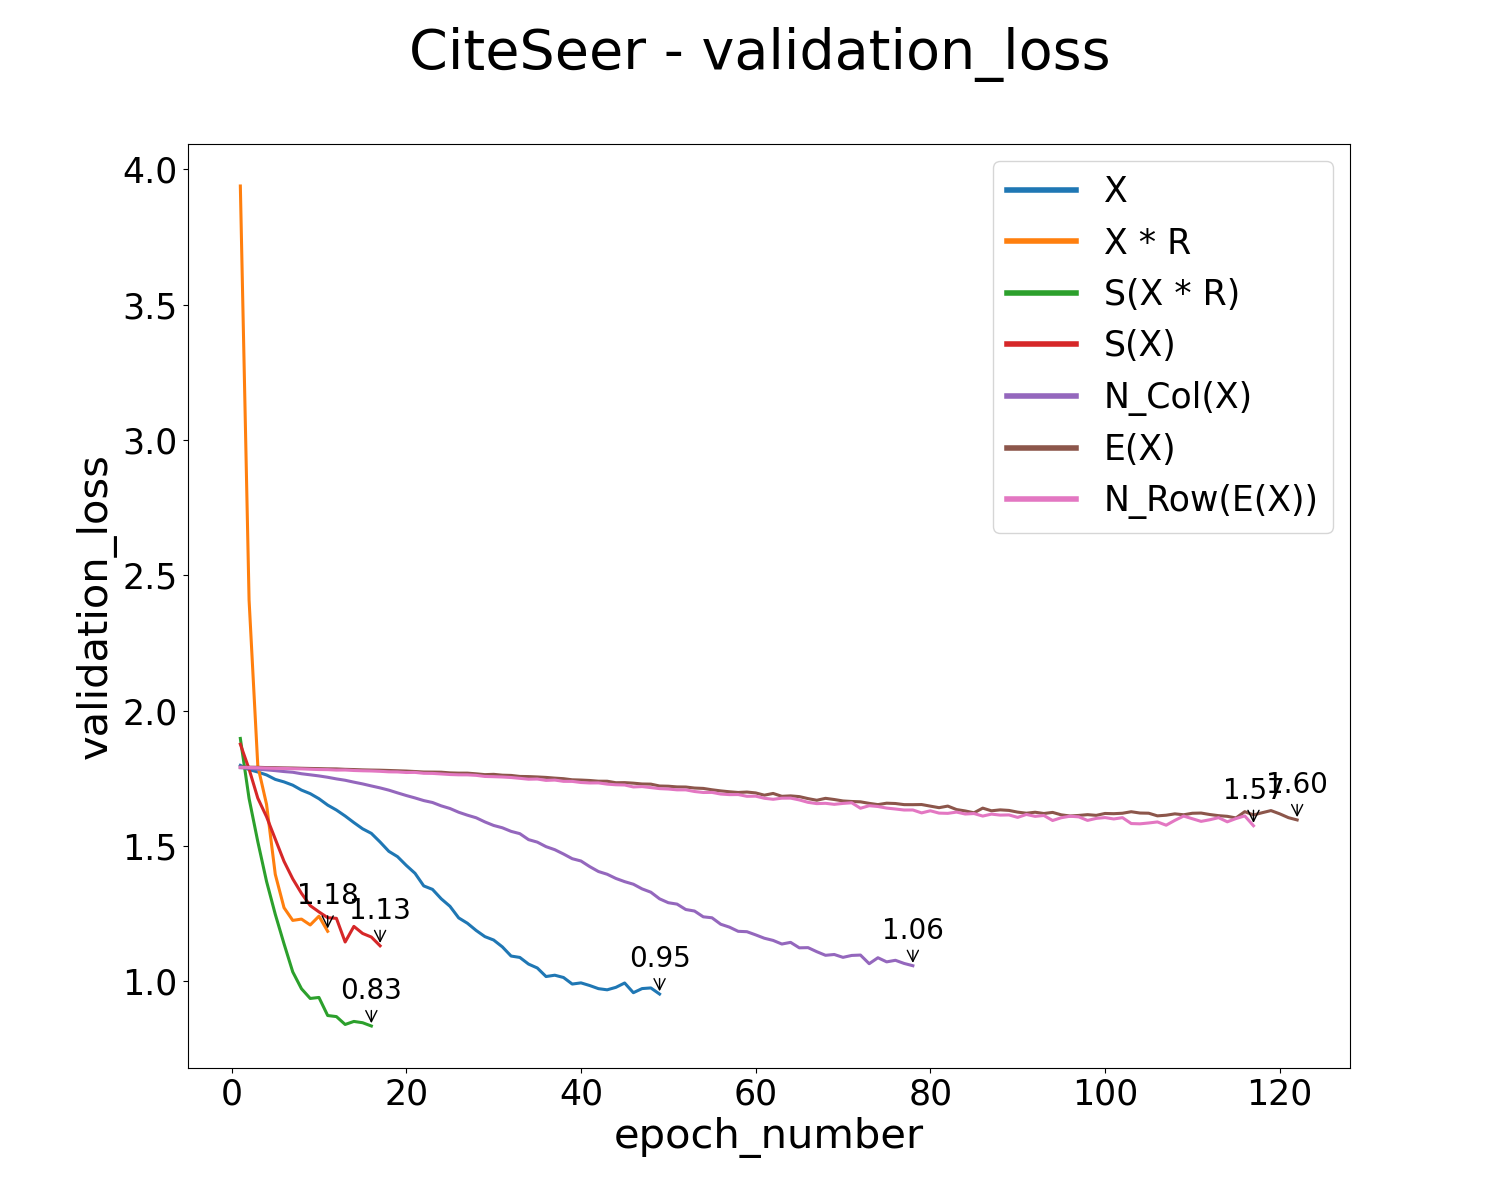 CiteSeer - validation_loss
4.0
3.5
3.0
2.5
2.0
1.5
1.0
validation_loss
X
X * R
S(X * R)
S(X)
N_Col(X)
E(X)
N_Row(E(X))
1.57
1.60
1.18
1.13
1.06
0.95
0.83
0 20 40 60 80 100 120
epoch_number